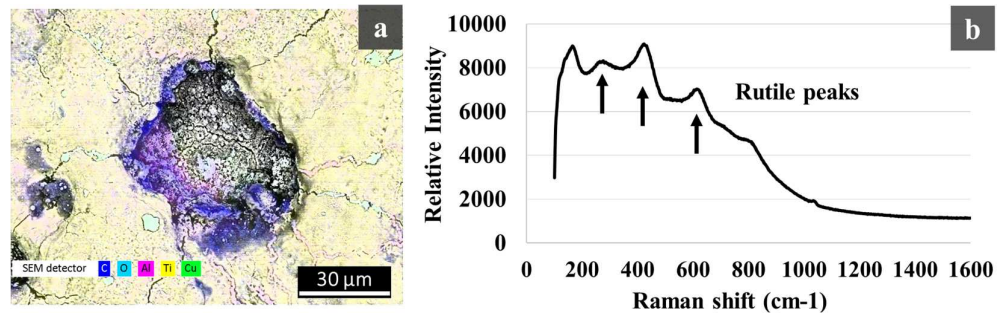 a
SEM detector C O Al Ti Cu
30 µm
b
Relative Intensity
10000
8000
6000
4000
2000
0
Rutile peaks
0 200 400 600 800 1000 1200 1400 1600
Raman shift (cm-1)